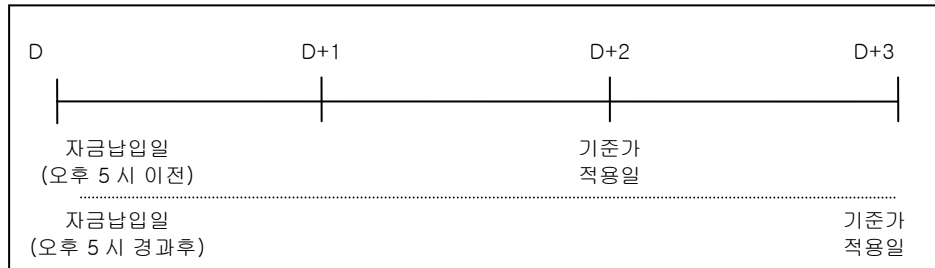 D D+1 D+2 D+3
자금납입일 기준가
(오후 5 시 이전) 적용일
자금납입일 기준가
(오후 5 시 경과후) 적용일